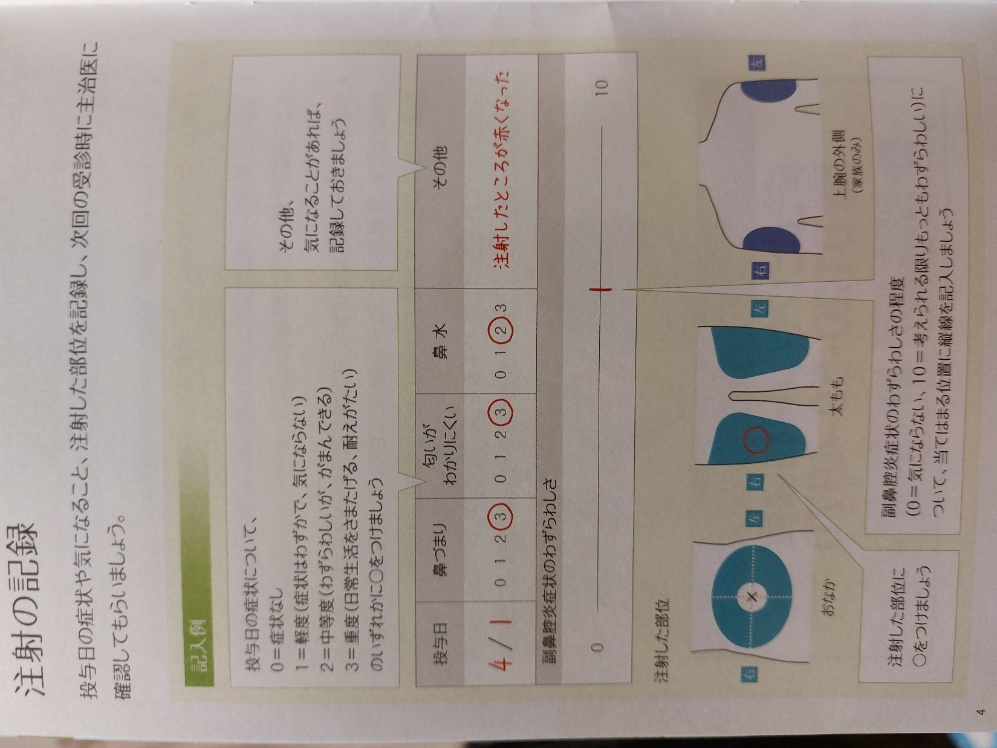 注射の記録
投与日の症状や気になること、注射した部位を記録し、次回の受診時に主治医に
確認してもらいましょう。
記入例
投与日の症状について、
0＝症状なし
1＝軽度（症状はわずかで、気にならない）
2＝中等度（わずらわしいが、がまんできる）
3＝重度（日常生活をさまたげる、耐えがたい）
のいずれかに○をつけましょう
その他、
気になることがあれば、
記録しておきましょう
投与日 鼻づまり 匂いが わかりにくい 鼻水 その他
4/1 0 1 2 3 0 1 2 3 0 1 2 3 注射したところが赤くなった
副鼻腔炎症状のわずらわしさ
0 10
注射した部位
右 左 右 左 右 左
おなか 太もも 上腕の外側
（家族のみ）
注射した部位に
○をつけましょう
副鼻腔炎症状のわずらわしさの程度
（0＝気にならない、10＝考えられる限りもっともわずらわしい）に
ついて、当てはまる位置に縦線を記入しましょう
4